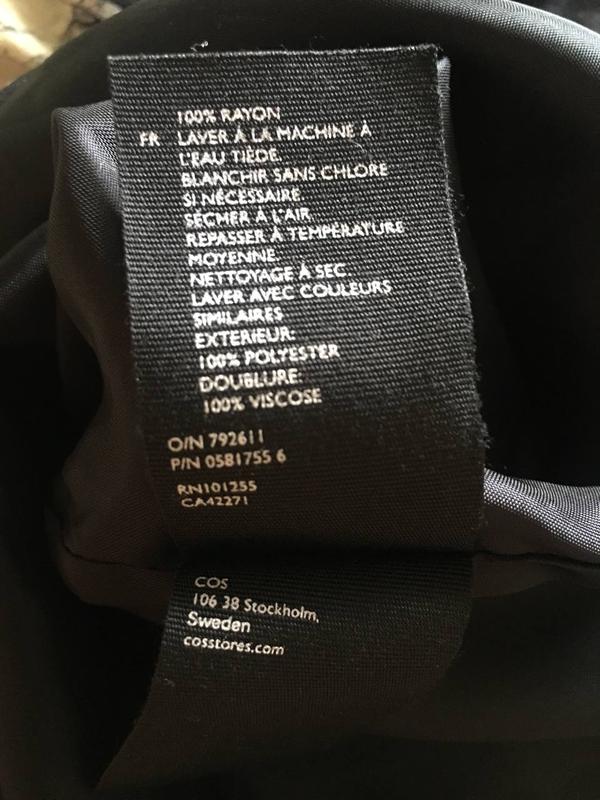 100% RAYON
FR LAVER À LA MACHINE À
L'EAU TIÈDE.
BLANCHIR SANS CHLORE
SI NÉCESSAIRE.
SÉCHER À L'AIR
REPASSER À TEMPÉRATURE
MOYENNE.
NETTOYAGE À SEC.
LAVER AVEC COULEURS
SIMILAIRES
EXTERIEUR:
100% POLYESTER
DOUBLURE:
100% VISCOSE
O/N 792611
P/N 0581755 6
RN101255
CA42271
COS
106 38 Stockholm,
Sweden
cosstores.com